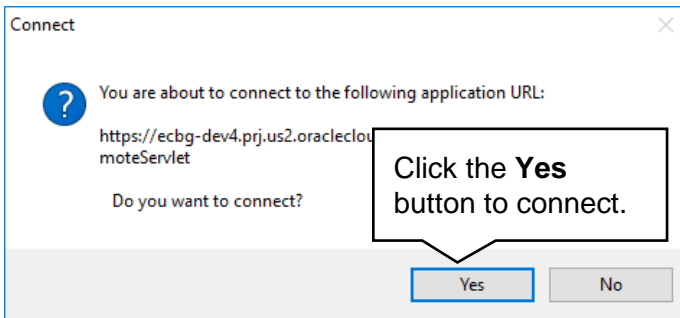 Connect
You are about to connect to the following application URL:
https://ecbg-dev4.prj.us2.oracleclou
moteServlet
Do you want to connect?
Click the Yes
button to connect.
Yes No